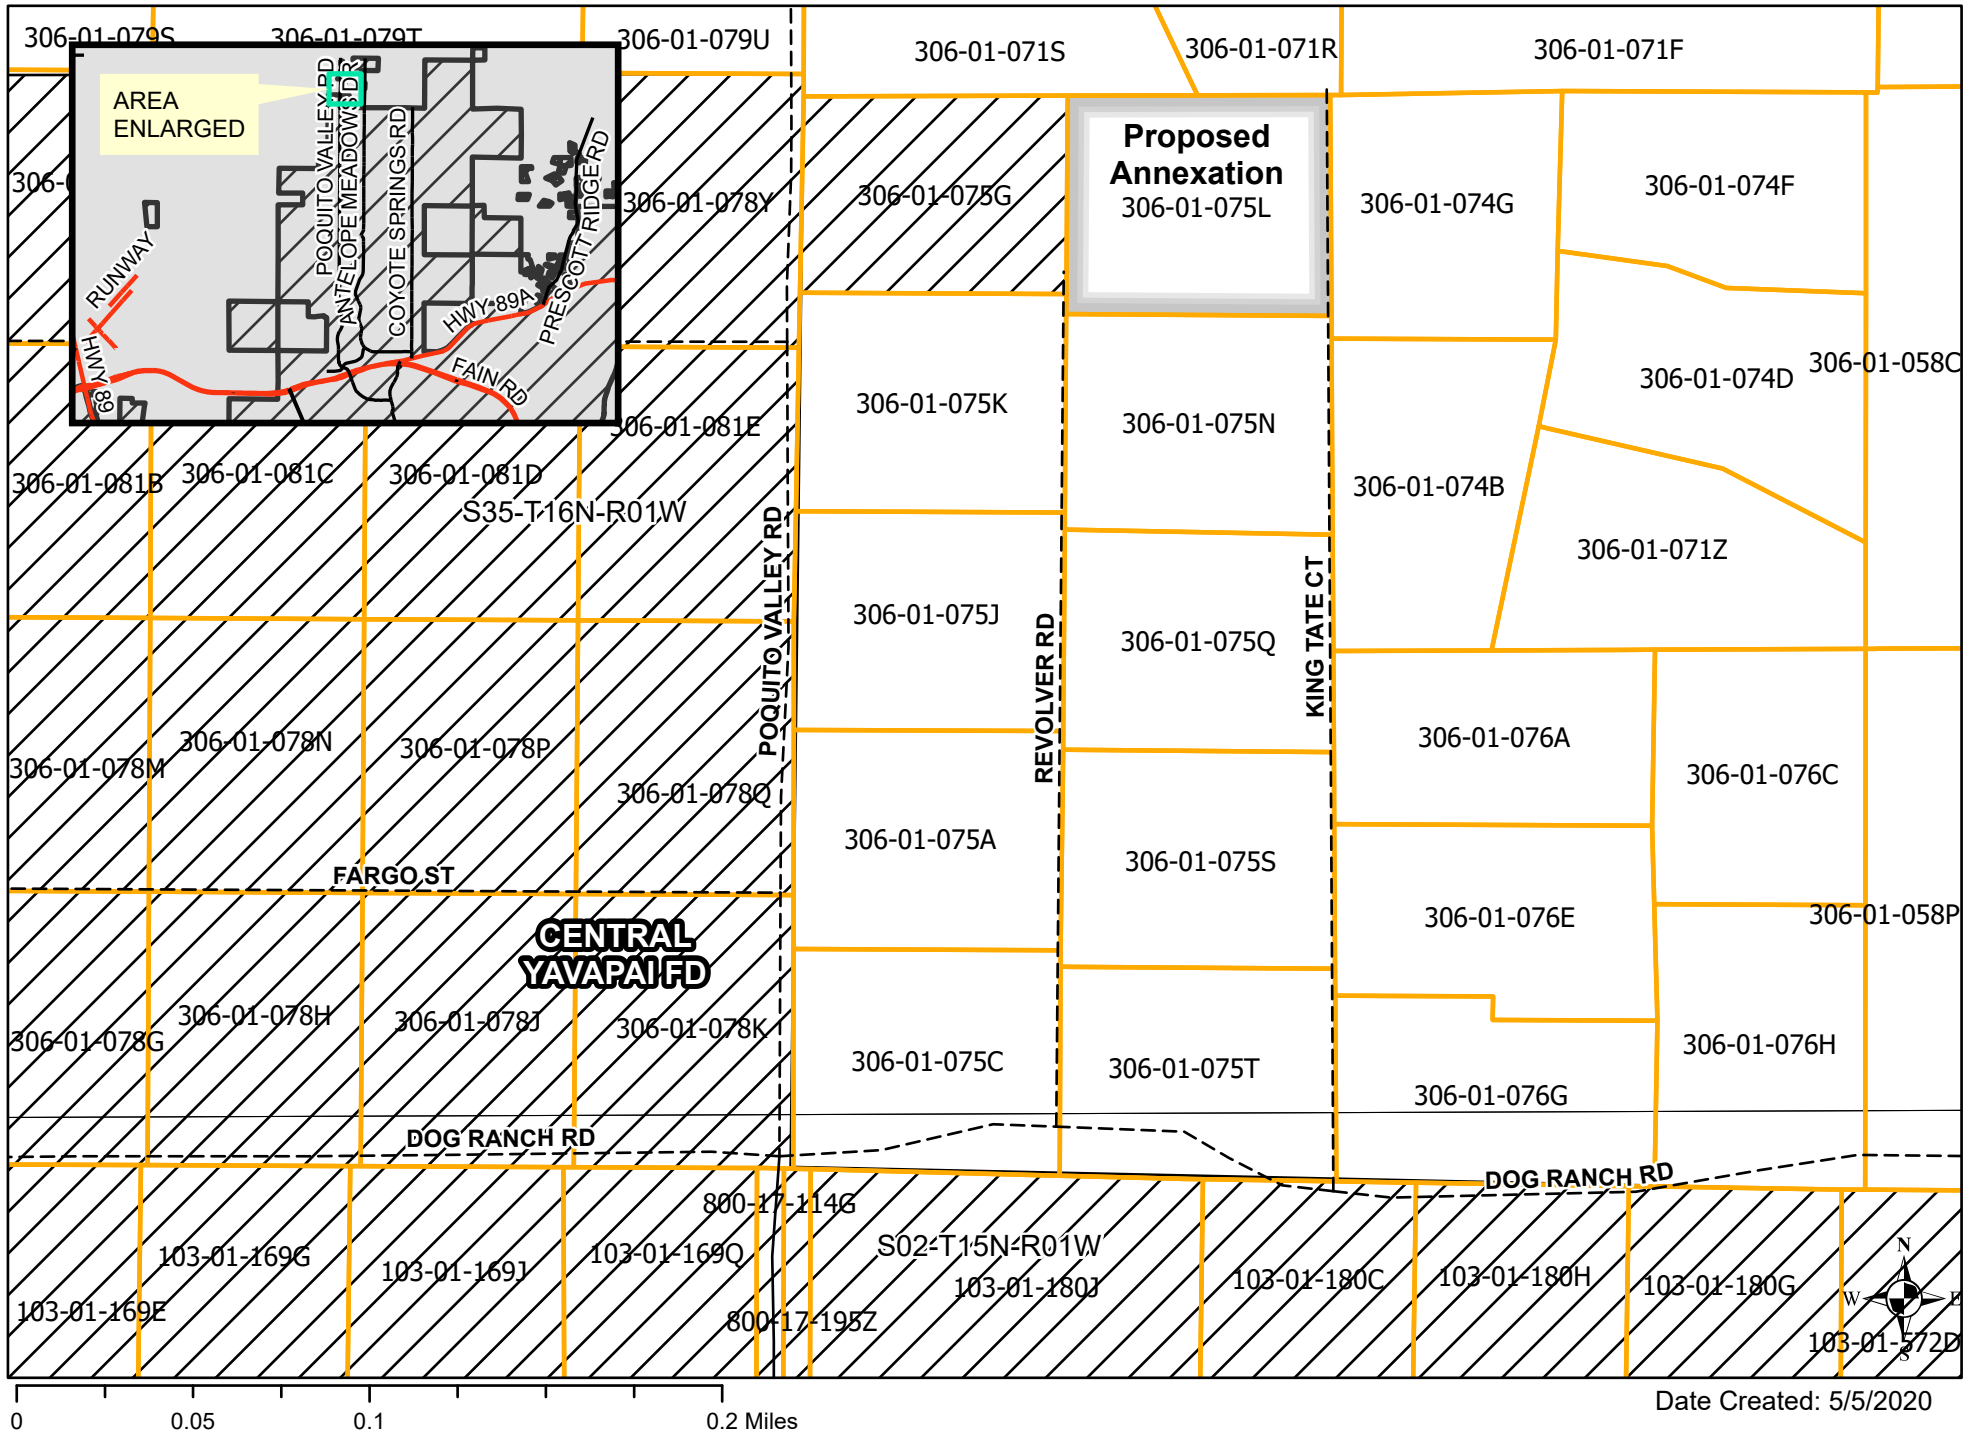 306-01-079S
306-01-079T
306-01-079U
306-01-071S
306-01-071R
306-01-071F
AREA
ENLARGED
POQUITO VALLEY RD
ANTELOPE MEADOWS DR
COYOTE SPRINGS RD
PRESCOTT RIDGE RD
RUNWAY
HWY 89A
HWY 89
FAIN RD
306-01-078Y
306-01-075G
Proposed
Annexation
306-01-075L
306-01-074G
306-01-074F
306-01-074D
306-01-058C
306-01-075K
306-01-075N
306-01-074B
306-01-081B
306-01-081C
306-01-081D
306-01-081E
S35-T16N-R01W
306-01-071Z
POQUITO VALLEY RD
REVOLVER RD
KING TATE CT
306-01-075J
306-01-075Q
306-01-078M
306-01-078N
306-01-078P
306-01-078Q
306-01-076A
306-01-076C
306-01-075A
306-01-075S
FARGO ST
306-01-076E
306-01-058P
CENTRAL
YAVAPAI FD
306-01-078G
306-01-078H
306-01-078J
306-01-078K
306-01-075C
306-01-075T
306-01-076G
306-01-076H
DOG RANCH RD
DOG RANCH RD
800-17-114G
103-01-169E
103-01-169G
103-01-169J
103-01-169Q
S02-T15N-R01W
103-01-180J
103-01-180C
103-01-180H
103-01-180G
800-17-195Z
103-01-572D
N
W
E
S
0
0.05
0.1
0.2 Miles
Date Created: 5/5/2020